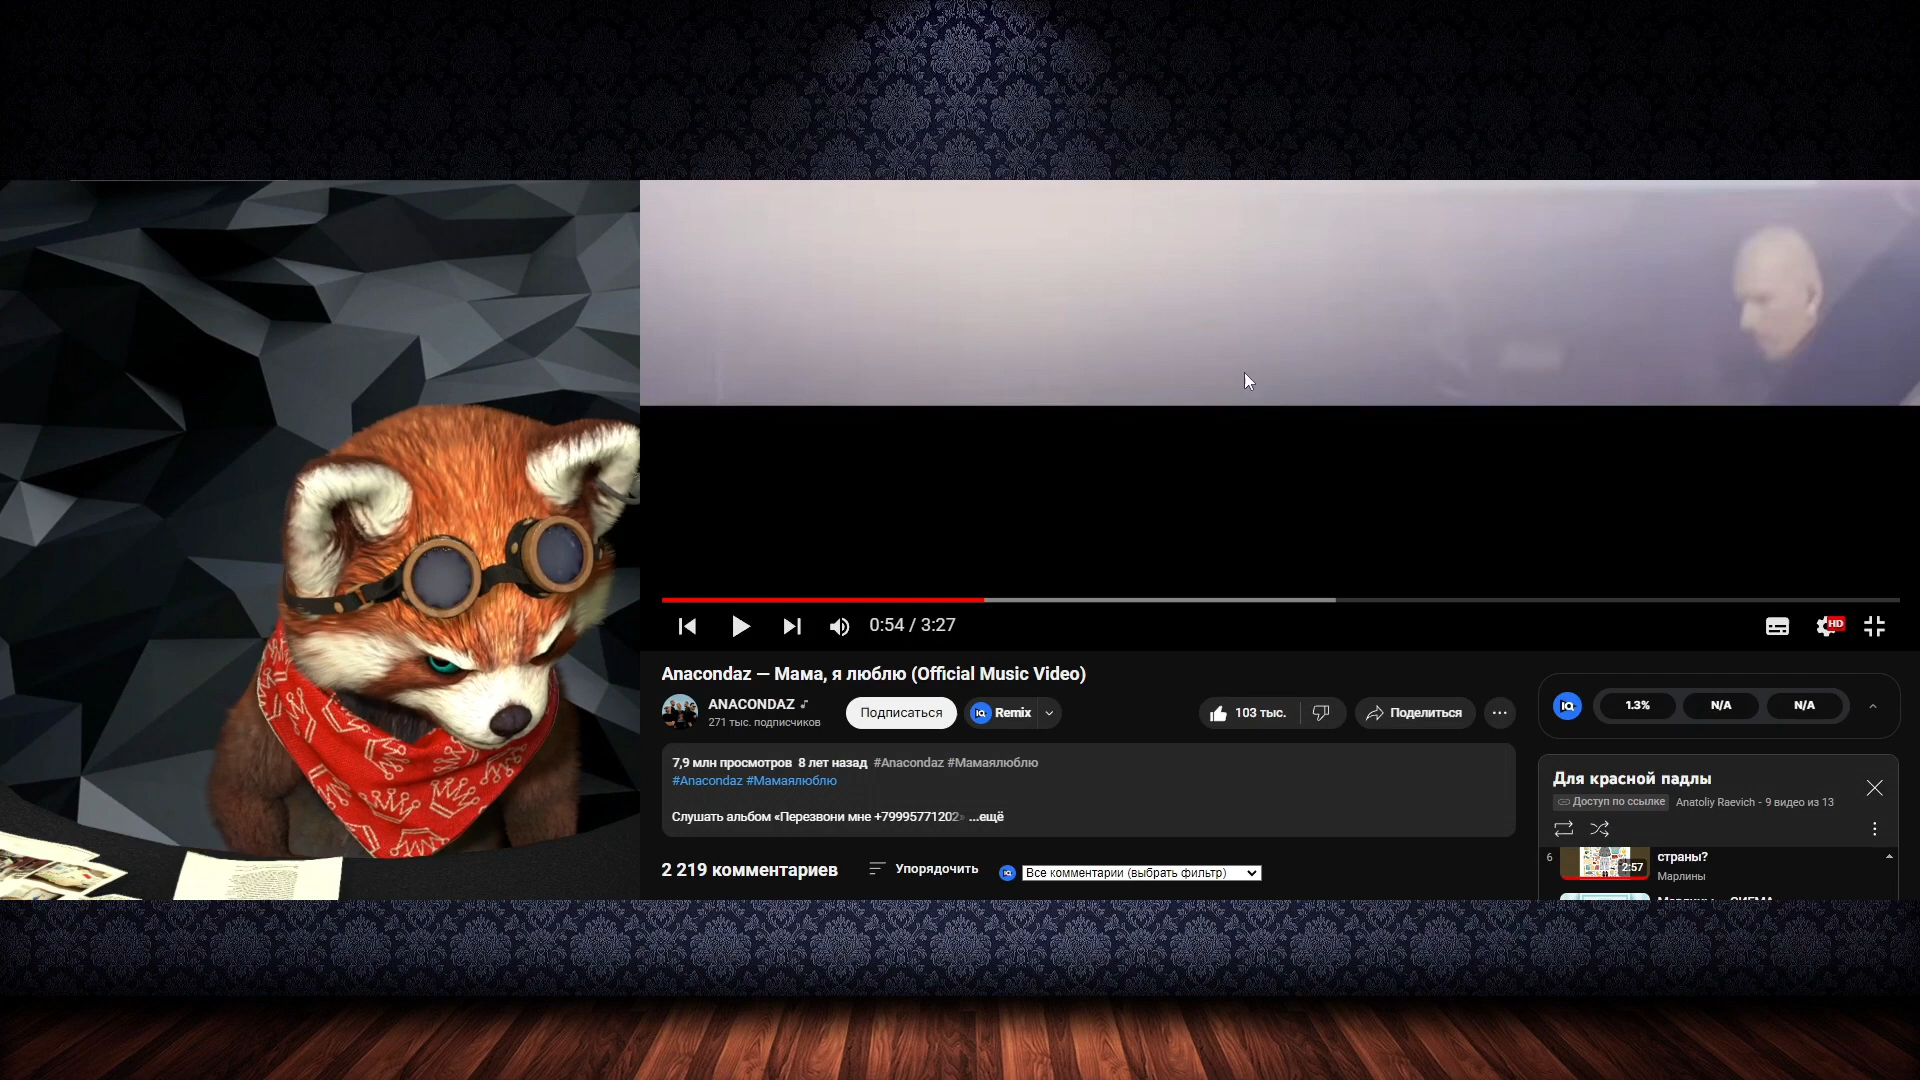 0:54 / 3:27
HD
Anacondaz — Мама, я люблю (Official Music Video)
ANACONDAZ
271 тыс. подписчиков
Подписаться
IQ Remix
103 тыс.
Поделиться
7,9 млн просмотров 8 лет назад #Anacondaz #Мамаялюблю
#Anacondaz #Мамаялюблю
Слушать альбом «Перезвони мне +79995771202» ...ещё
2 219 комментариев
Упорядочить
Все комментарии (выбрать фильтр)
IQ
1.3%
N/A
N/A
Для красной падлы
Доступ по ссылке
Anatoliy Raevich - 9 видео из 13
6
2:57
страны?
Марлины